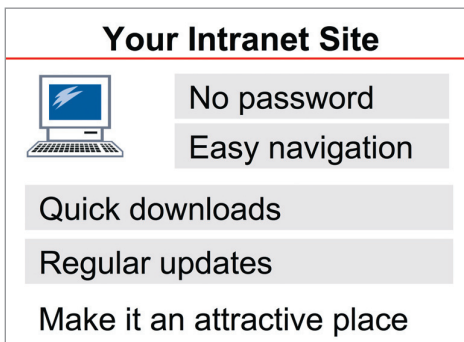 Your Intranet Site
No password
Easy navigation
Quick downloads
Regular updates
Make it an attractive place